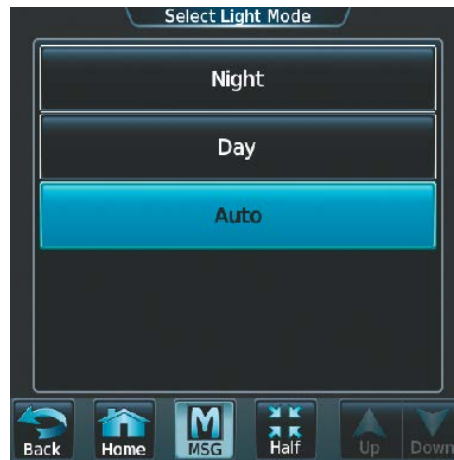 Select Light Mode
Night
Day
Auto
Back Home M MSG Half Up Down